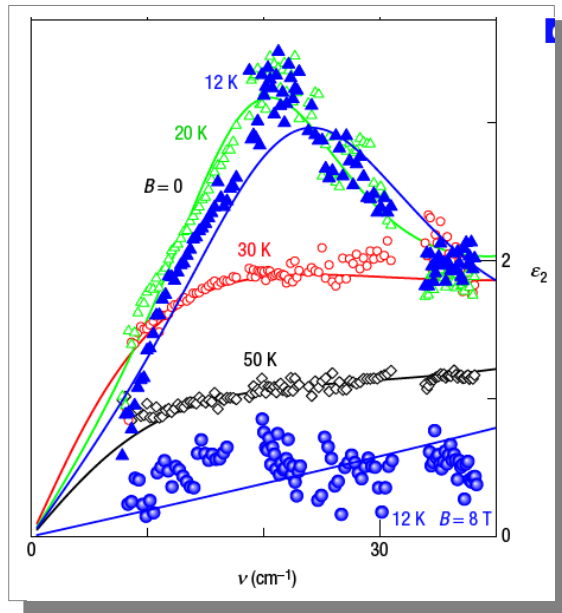 12 K
20 K
B = 0
30 K
2
ε2
50 K
12 K B = 8 T
0
0
30
ν (cm–1)